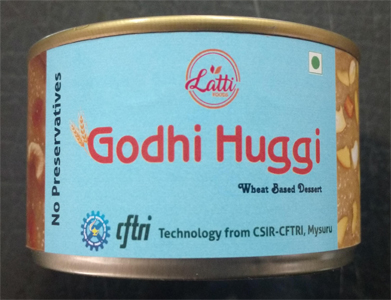 Latti
FOODS
No Preservatives
Godhi Huggi
Wheat Based Dessert
cftri Technology from CSIR-CFTRI, Mysuru